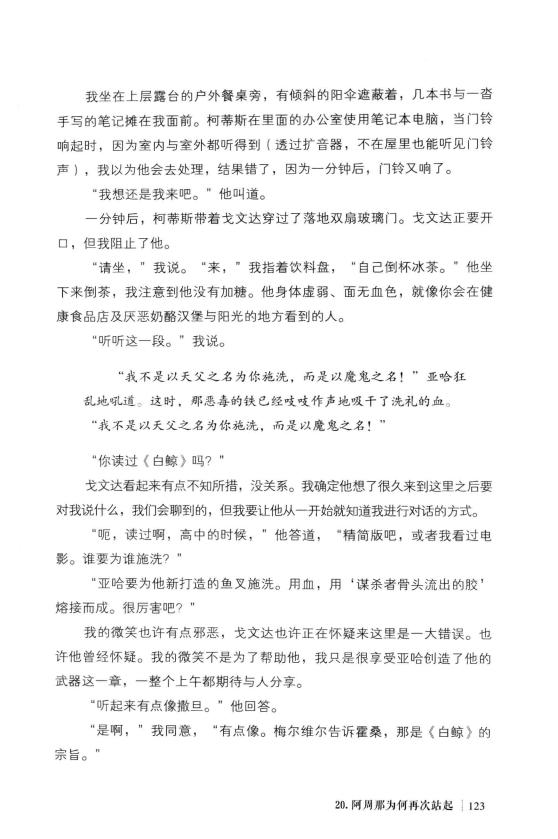 我坐在上层露台的户外餐桌旁，有倾斜的阳伞遮蔽着，几本书与一沓
手写的笔记摊在我面前。柯蒂斯在里面的办公室使用笔记本电脑，当门铃
响起时，因为室内与室外都听得到（透过扩音器，不在屋里也能听见门铃
声），我以为他会去处理，结果错了，因为一分钟后，门铃又响了。
“我想还是我来吧。”他叫道。
一分钟后，柯蒂斯带着戈文达穿过了落地双扇玻璃门。戈文达正要开
口，但我阻止了他。
“请坐，”我说。“来，”我指着饮料盘，“自己倒杯冰茶。”他坐
下来倒茶，我注意到他没有加糖。他身体虚弱、面无血色，就像你会在健
康食品店及厌恶奶酪汉堡与阳光的地方看到的人。
“听听这一段。”我说。
“我不是以天父之名为你施洗，而是以魔鬼之名！”亚哈狂
乱地吼道。这时，那恶毒的铁已经吱吱作声地吸干了洗礼的血。
“我不是以天父之名为你施洗，而是以魔鬼之名！”
“你读过《白鲸》吗？”
戈文达看起来有点不知所措，没关系。我确定他想了很久来到这里之后要
对我说什么，我们会聊到的，但我要让他从一开始就知道我进行对话的方式。
“呃，读过啊，高中的时候，”他答道，“精简版吧，或者我看过电
影。谁要为谁施洗？”
“亚哈要为他新打造的鱼叉施洗。用血，用‘谋杀者骨头流出的胶’
熔接而成。很厉害吧？”
我的微笑也许有点邪恶，戈文达也许正在怀疑来这里是一大错误。也
许他曾经怀疑。我的微笑不是为了帮助他，我只是很享受亚哈创造了他的
武器这一章，一整个上午都期待与人分享。
“听起来有点像撒旦。”他回答。
“是啊，”我同意，“有点像。梅尔维尔告诉霍桑，那是《白鲸》的
宗旨。”
20. 阿周那为何再次站起 | 123